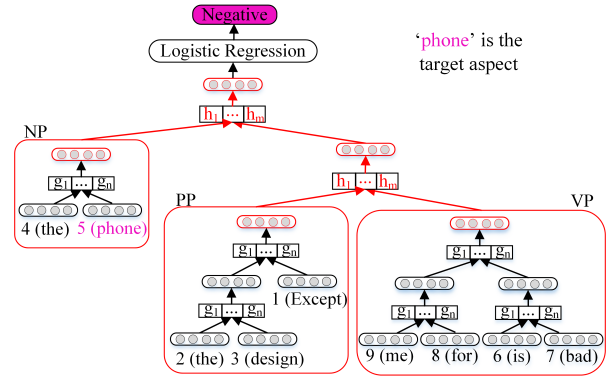 Negative
Logistic Regression
'phone' is the
target aspect
h1 ... hm
NP
g1 ... gn
4 (the) 5 (phone)
h1 ... hm
PP
g1 ... gn
1 (Except)
g1 ... gn
2 (the) 3 (design)
VP
g1 ... gn
g1 ... gn
g1 ... gn
9 (me) 8 (for) 6 (is) 7 (bad)